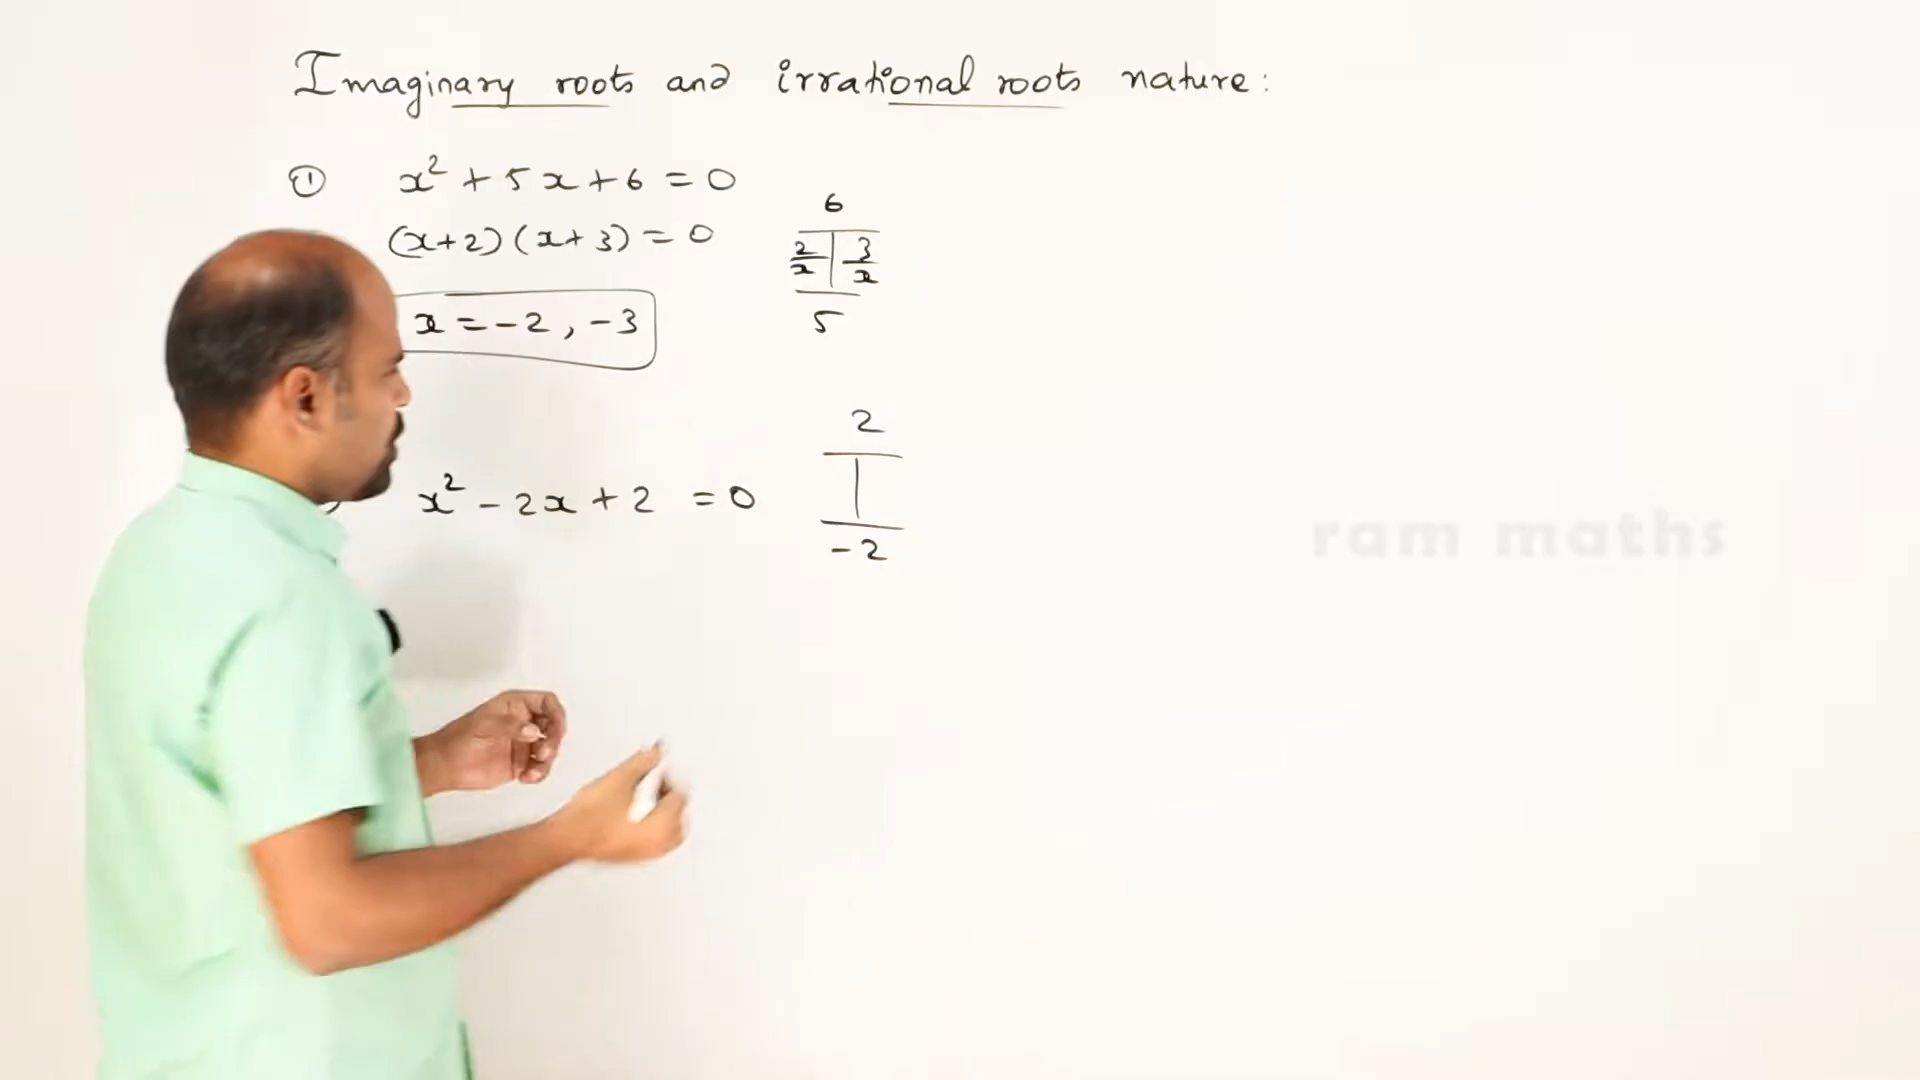 Imaginary roots and irrational roots nature:
① x² + 5x + 6 = 0
(x+2)(x+3) = 0
x = -2, -3
6
2/x | 3/x
5
x² - 2x + 2 = 0
2
-2
ram maths